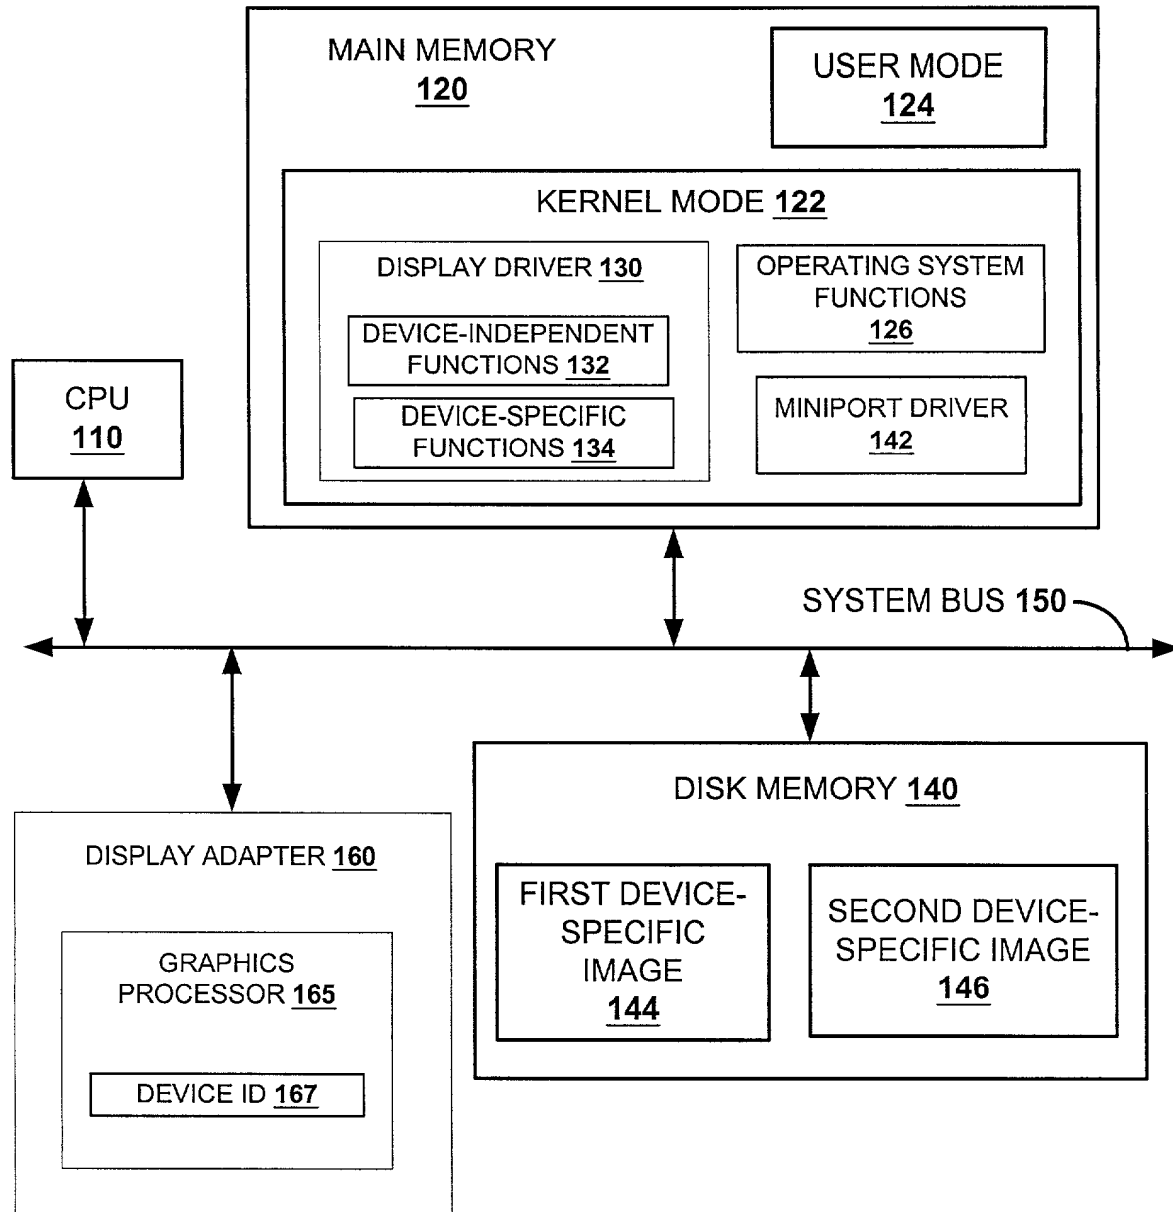 MAIN MEMORY
120
USER MODE
124
KERNEL MODE 122
DISPLAY DRIVER 130
DEVICE-INDEPENDENT
FUNCTIONS 132
DEVICE-SPECIFIC
FUNCTIONS 134
OPERATING SYSTEM
FUNCTIONS
126
MINIPORT DRIVER
142
CPU
110
SYSTEM BUS 150
DISPLAY ADAPTER 160
GRAPHICS
PROCESSOR 165
DEVICE ID 167
DISK MEMORY 140
FIRST DEVICE-
SPECIFIC
IMAGE
144
SECOND DEVICE-
SPECIFIC IMAGE
146